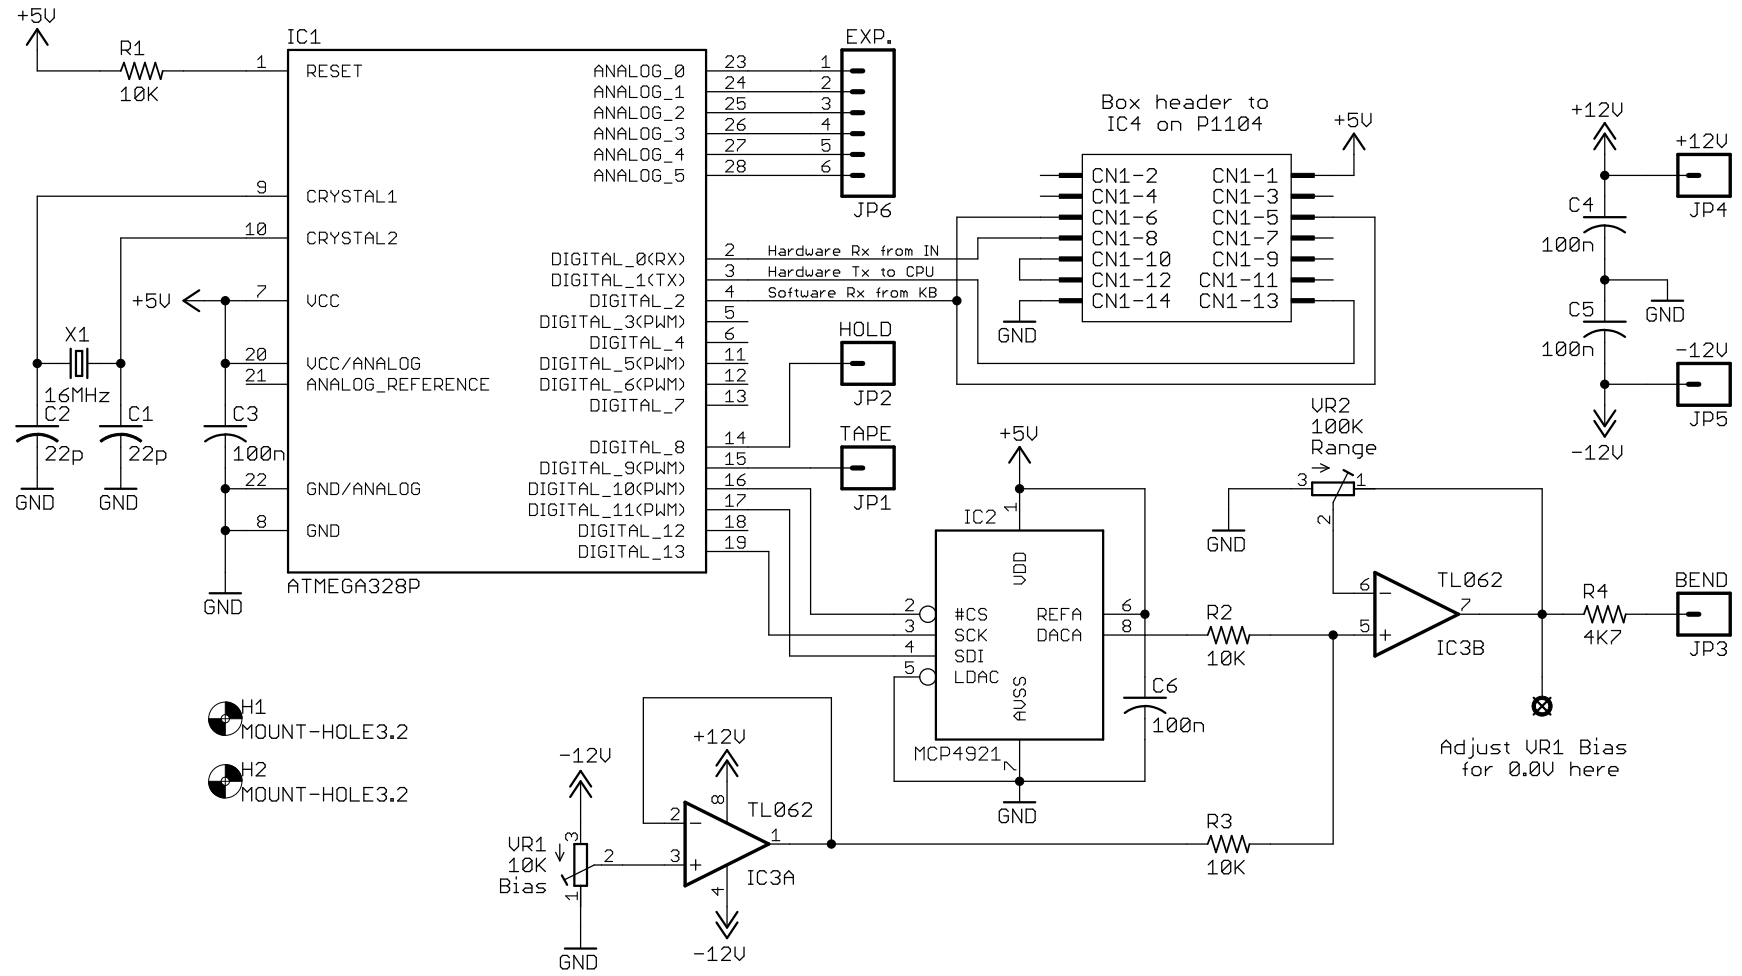 +5V
R1
10K
IC1
1
RESET
9
CRYSTAL1
10
CRYSTAL2
+5V
7
VCC
X1
16MHz
20
VCC/ANALOG
21
ANALOG_REFERENCE
C2
22p
C1
22p
C3
100n
GND
GND
22
GND/ANALOG
8
GND
GND
ATMEGA328P
ANALOG_0
23
ANALOG_1
24
ANALOG_2
25
ANALOG_3
26
ANALOG_4
27
ANALOG_5
28
EXP.
1
2
3
4
5
6
JP6
DIGITAL_0(RX)
2
Hardware Rx from IN
DIGITAL_1(TX)
3
Hardware Tx to CPU
DIGITAL_2
4
Software Rx from KB
DIGITAL_3(PWM)
5
DIGITAL_4
6
DIGITAL_5(PWM)
11
DIGITAL_6(PWM)
12
DIGITAL_7
13
DIGITAL_8
14
DIGITAL_9(PWM)
15
DIGITAL_10(PWM)
16
DIGITAL_11(PWM)
17
DIGITAL_12
18
DIGITAL_13
19
HOLD
JP2
TAPE
JP1
Box header to
IC4 on P1104
+5V
CN1-2
CN1-1
CN1-4
CN1-3
CN1-6
CN1-5
CN1-8
CN1-7
CN1-10
CN1-9
CN1-12
CN1-11
CN1-14
CN1-13
GND
+12V
+12V
JP4
C4
100n
GND
C5
100n
-12V
JP5
-12V
+5V
1
IC2
VDD
2
#CS
3
SCK
4
SDI
5
LDAC
REFA
6
DACA
8
AVSS
7
MCP4921
GND
C6
100n
R2
10K
VR2
100K
Range
3
1
2
GND
6
-
5
+
7
TL062
IC3B
R4
4K7
BEND
JP3
Adjust VR1 Bias
for 0.0V here
H1
MOUNT-HOLE3.2
H2
MOUNT-HOLE3.2
-12V
VR1
10K
Bias
3
2
1
GND
+12V
8
2
-
3
+
1
TL062
IC3A
4
-12V
R3
10K